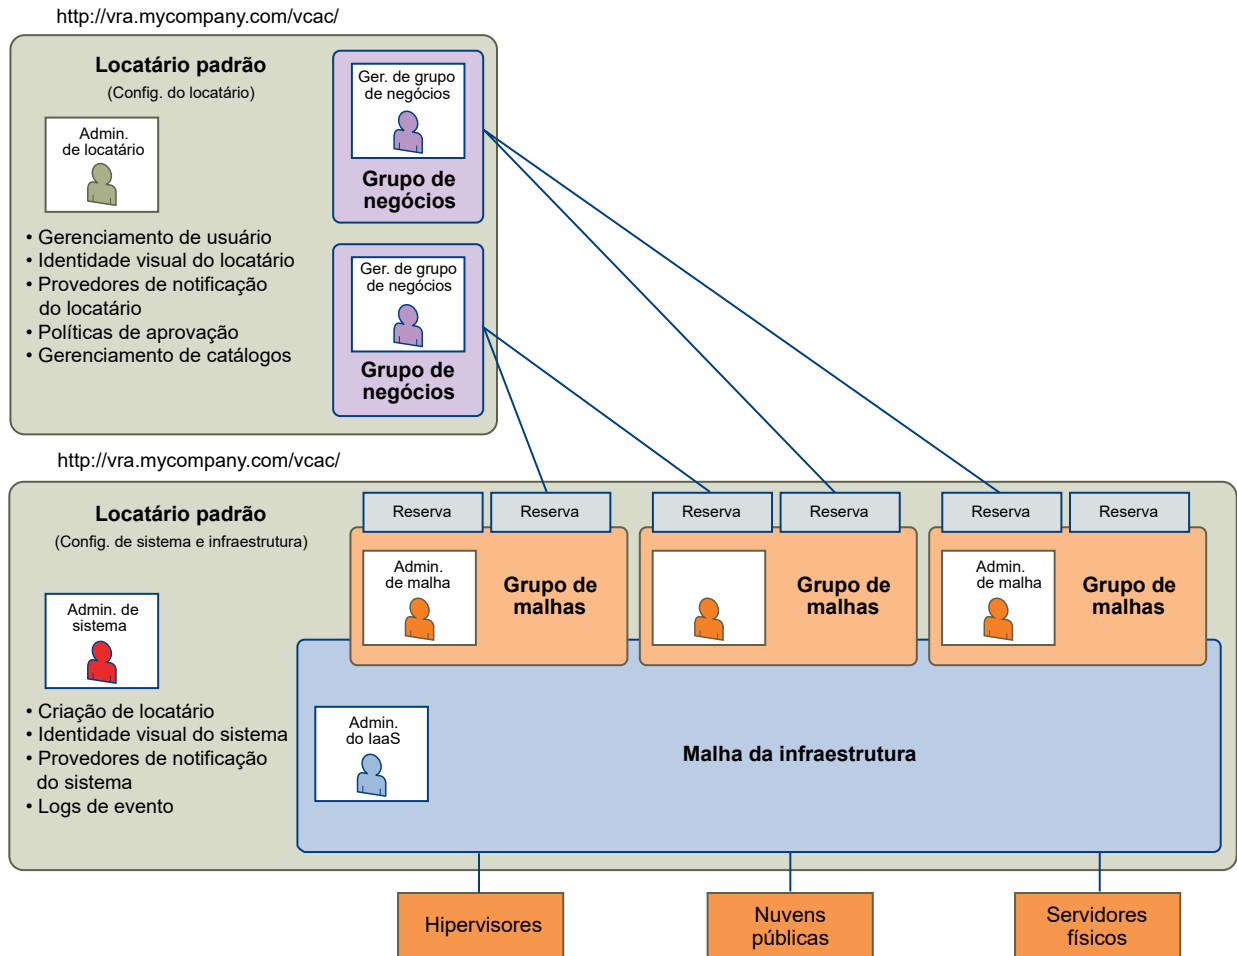 http://vra.mycompany.com/vcac/
Locatário padrão
(Config. do locatário)
Admin.
de locatário
• Gerenciamento de usuário
• Identidade visual do locatário
• Provedores de notificação
do locatário
• Políticas de aprovação
• Gerenciamento de catálogos
Ger. de grupo
de negócios
Grupo de
negócios
Ger. de grupo
de negócios
Grupo de
negócios
http://vra.mycompany.com/vcac/
Locatário padrão
(Config. de sistema e infraestrutura)
Admin. de
sistema
• Criação de locatário
• Identidade visual do sistema
• Provedores de notificação
do sistema
• Logs de evento
Reserva
Reserva
Reserva
Reserva
Reserva
Reserva
Admin.
de malha
Grupo de
malhas
Grupo de
malhas
Admin.
de malha
Grupo de
malhas
Admin.
do IaaS
Malha da infraestrutura
Hipervisores
Nuvens
públicas
Servidores
físicos